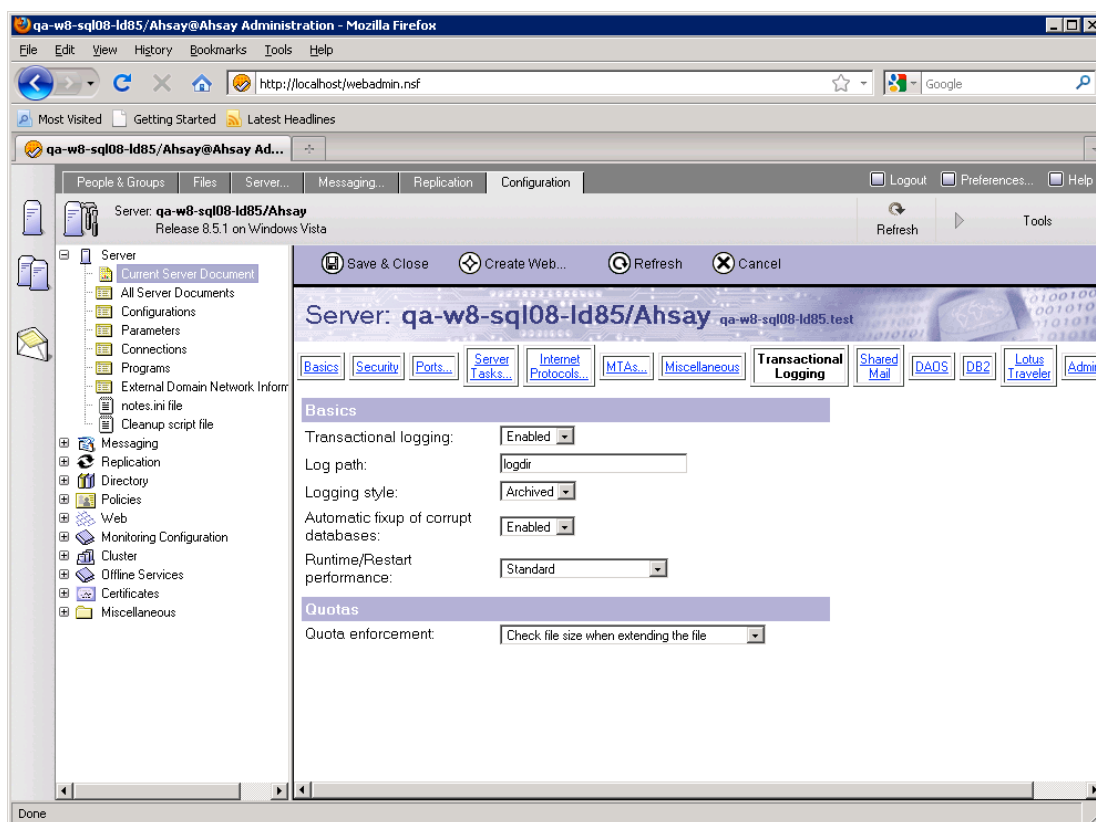 qa-w8-sql08-ld85/Ahsay@Ahsay Administration - Mozilla Firefox
File Edit View History Bookmarks Tools Help
http://localhost/webadmin.nsf
Google
Most Visited Getting Started Latest Headlines
qa-w8-sql08-ld85/Ahsay@Ahsay Ad...
People & Groups Files Server... Messaging... Replication Configuration Logout Preferences... Help
Server: qa-w8-sql08-ld85/Ahsay
Release 8.5.1 on Windows Vista
Refresh Tools
Server
Current Server Document
All Server Documents
Configurations
Parameters
Connections
Programs
External Domain Network Inform
notes.ini file
Cleanup script file
Messaging
Replication
Directory
Policies
Web
Monitoring Configuration
Cluster
Offline Services
Certificates
Miscellaneous
Save & Close Create Web... Refresh Cancel
Server: qa-w8-sql08-ld85/Ahsay qa-w8-sql08-ld85.test
Basics Security Ports... Server Tasks... Internet Protocols... MTAs... Miscellaneous Transactional Logging Shared Mail DAOS DB2 Lotus Traveler Admin
Basics
Transactional logging: Enabled
Log path: logdir
Logging style: Archived
Automatic fixup of corrupt databases: Enabled
Runtime/Restart performance: Standard
Quotas
Quota enforcement: Check file size when extending the file
Done